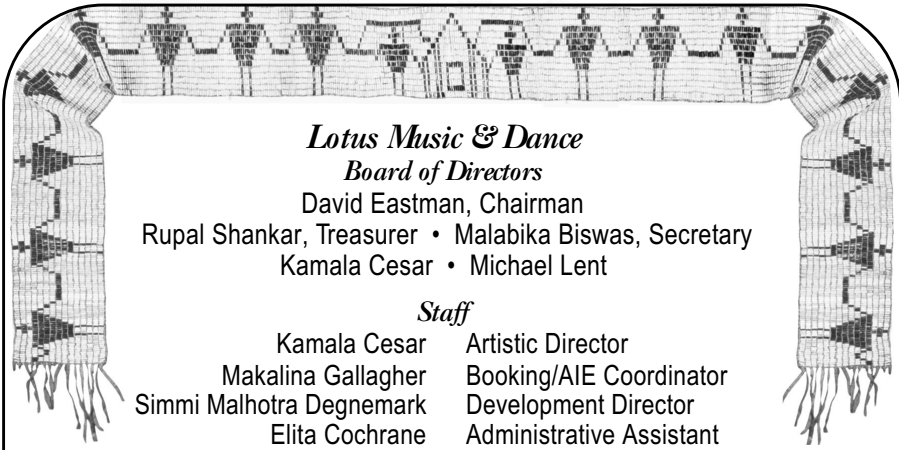 Lotus Music & Dance
Board of Directors
David Eastman, Chairman
Rupal Shankar, Treasurer • Malabika Biswas, Secretary
Kamala Cesar • Michael Lent
Staff
Kamala Cesar Artistic Director
Makalina Gallagher Booking/AIE Coordinator
Simmi Malhotra Degnemark Development Director
Elita Cochrane Administrative Assistant